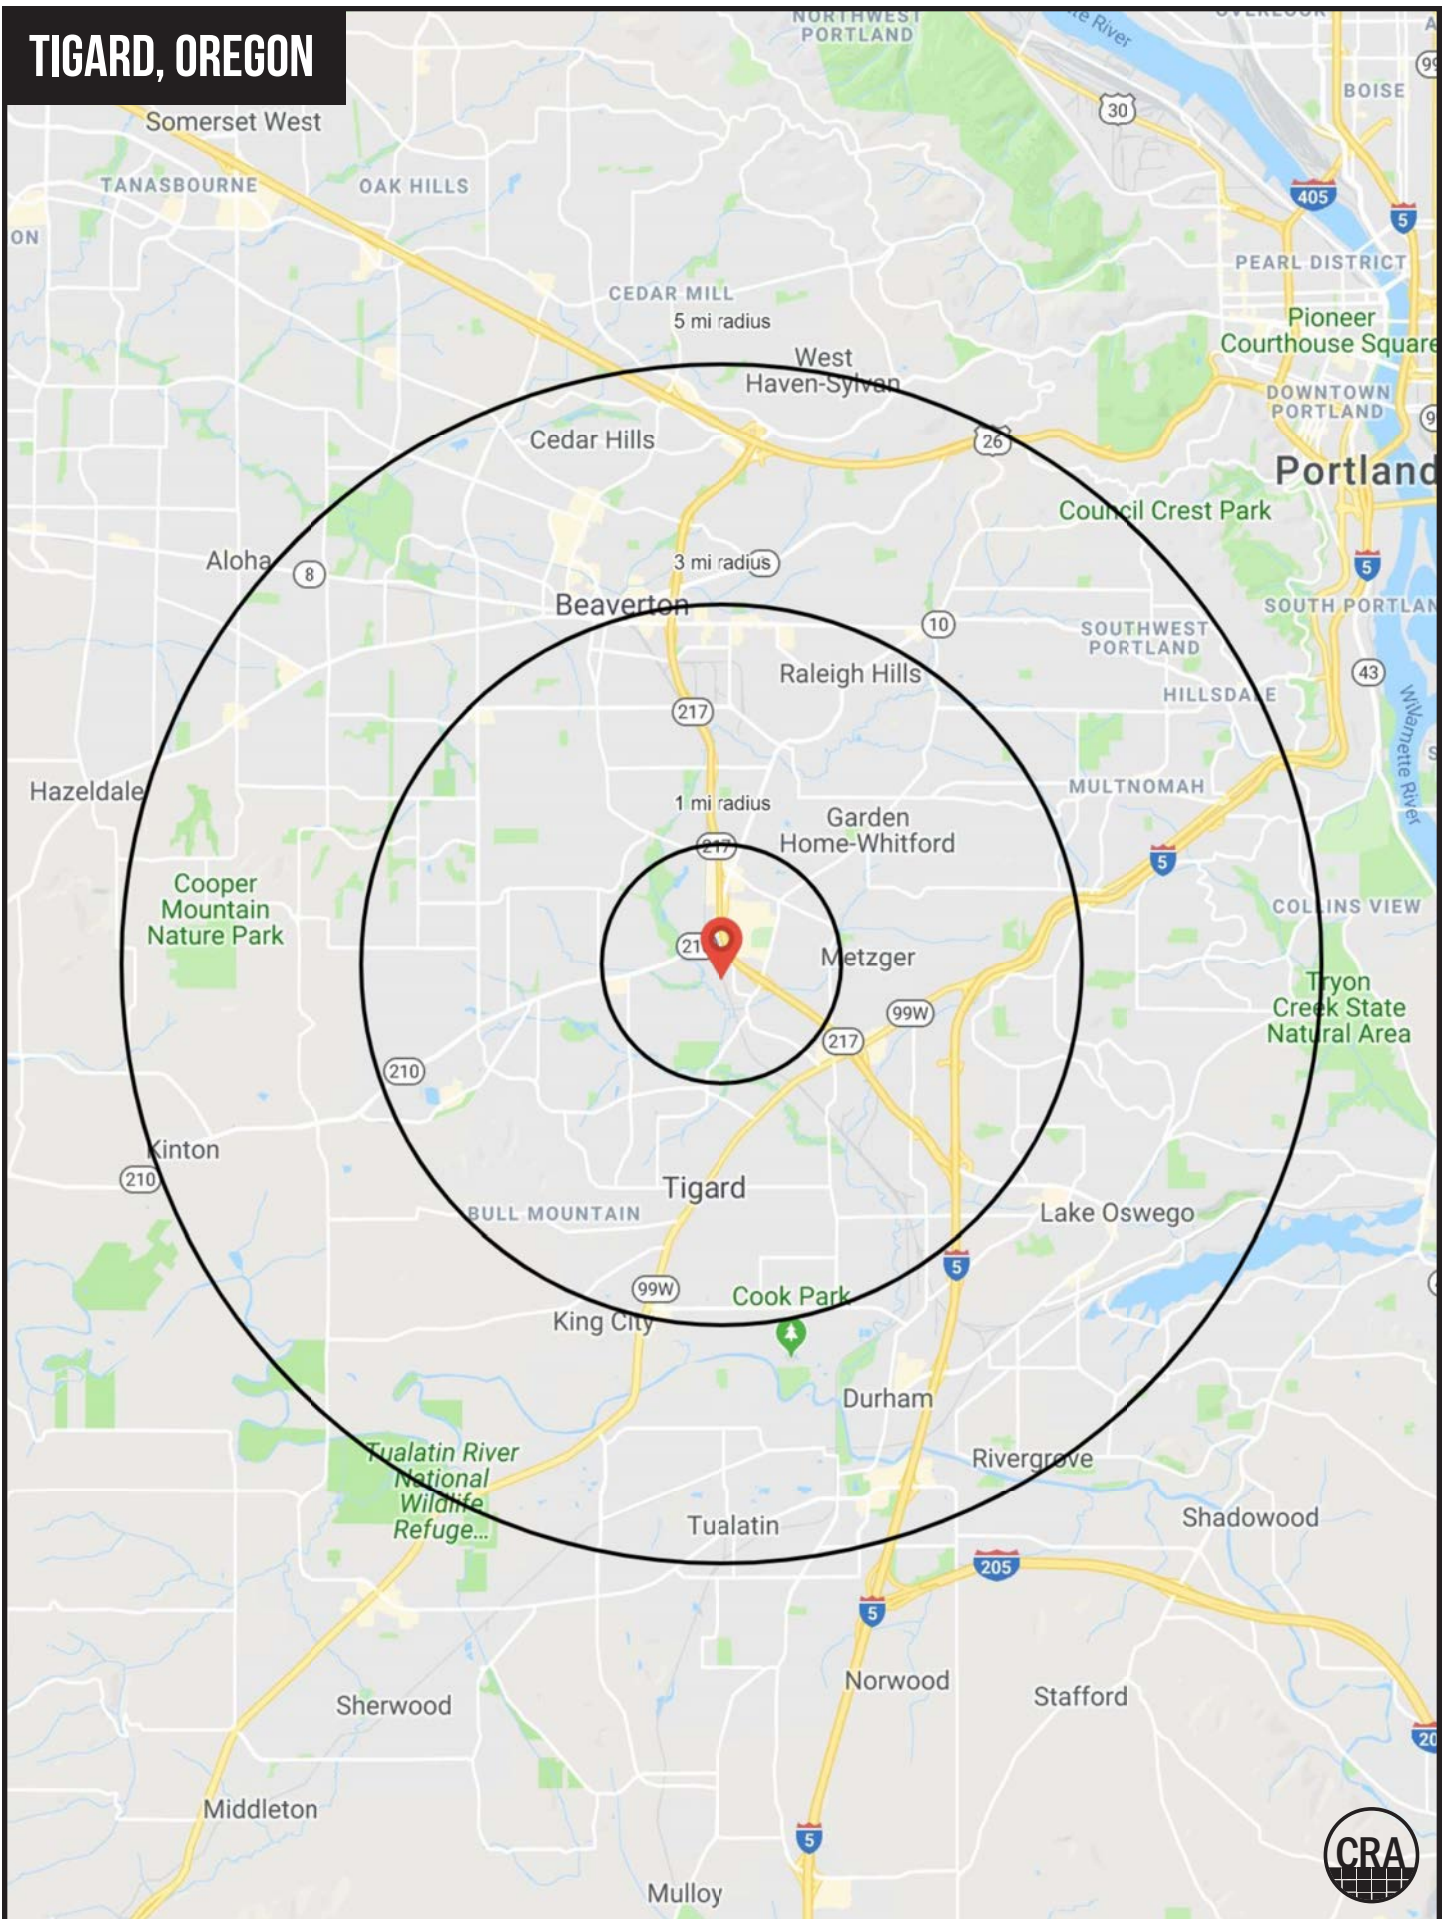 TIGARD, OREGON
NORTHWEST
PORTLAND
30
BOISE
Somerset West
TANASBOURNE
OAK HILLS
405
5
ON
PEARL DISTRICT
CEDAR MILL
5 mi radius
Pioneer
Courthouse Square
West
Haven-Sylvan
DOWNTOWN
PORTLAND
Cedar Hills
26
Portland
Council Crest Park
Aloha
8
3 mi radius
5
Beaverton
10
SOUTH PORTLAN
SOUTHWEST
PORTLAND
Raleigh Hills
43
HILLSDALE
217
Willamette River
Hazeldale
MULTNOMAH
1 mi radius
Garden
Home-Whitford
217
5
Cooper
Mountain
Nature Park
COLLINS VIEW
21
Metzger
Tryon
Creek State
Natural Area
99W
217
210
Kinton
210
Tigard
BULL MOUNTAIN
Lake Oswego
5
99W
Cook Park
King City
Durham
Tualatin River
National
Wildlife
Refuge...
Rivergrove
Tualatin
Shadowood
205
5
Norwood
Stafford
Sherwood
20
Middleton
5
CRA
Mulloy